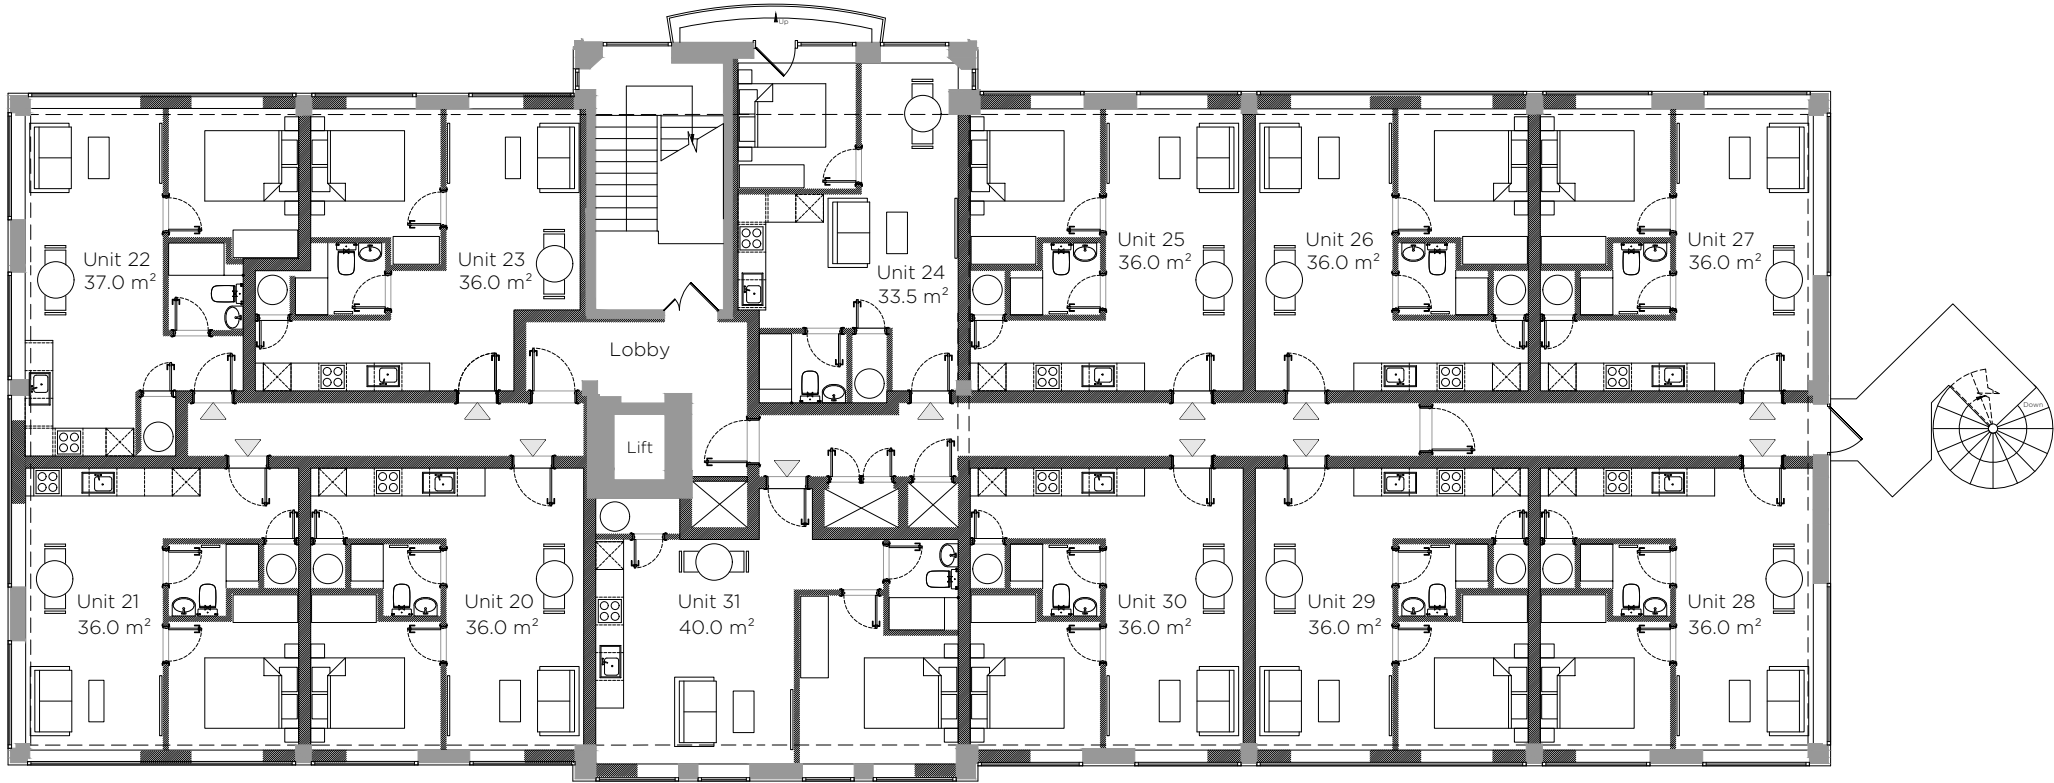 Up
Unit 22
37.0 m²
Unit 23
36.0 m²
Unit 24
33.5 m²
Unit 25
36.0 m²
Unit 26
36.0 m²
Unit 27
36.0 m²
Lobby
Lift
Down
Unit 21
36.0 m²
Unit 20
36.0 m²
Unit 31
40.0 m²
Unit 30
36.0 m²
Unit 29
36.0 m²
Unit 28
36.0 m²